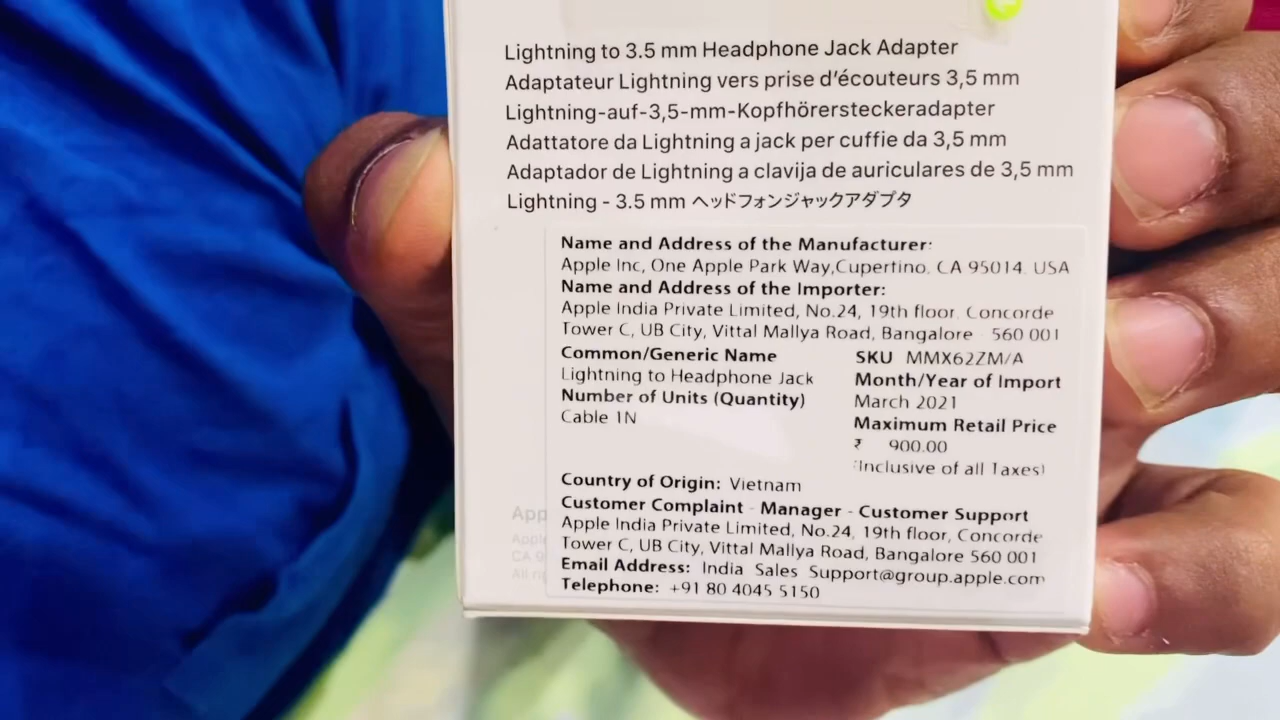 Lightning to 3.5 mm Headphone Jack Adapter
Adaptateur Lightning vers prise d'écouteurs 3,5 mm
Lightning-auf-3,5-mm-Kopfhörersteckeradapter
Adattatore da Lightning a jack per cuffie da 3,5 mm
Adaptador de Lightning a clavija de auriculares de 3,5 mm
Lightning - 3.5 mm ヘッドフォンジャックアダプタ
Name and Address of the Manufacturer:
Apple Inc, One Apple Park Way,Cupertino, CA 95014, USA
Name and Address of the Importer:
Apple India Private Limited, No.24, 19th floor, Concorde
Tower C, UB City, Vittal Mallya Road, Bangalore - 560 001
Common/Generic Name
Lightning to Headphone Jack
Number of Units (Quantity)
Cable 1N
SKU MMX62ZM/A
Month/Year of Import
March 2021
Maximum Retail Price
₹ 900.00
(Inclusive of all Taxes)
Country of Origin: Vietnam
Customer Complaint - Manager - Customer Support
Apple India Private Limited, No.24, 19th floor, Concorde
Tower C, UB City, Vittal Mallya Road, Bangalore 560 001
Email Address: India Sales Support@group.apple.com
Telephone: +91 80 4045 5150